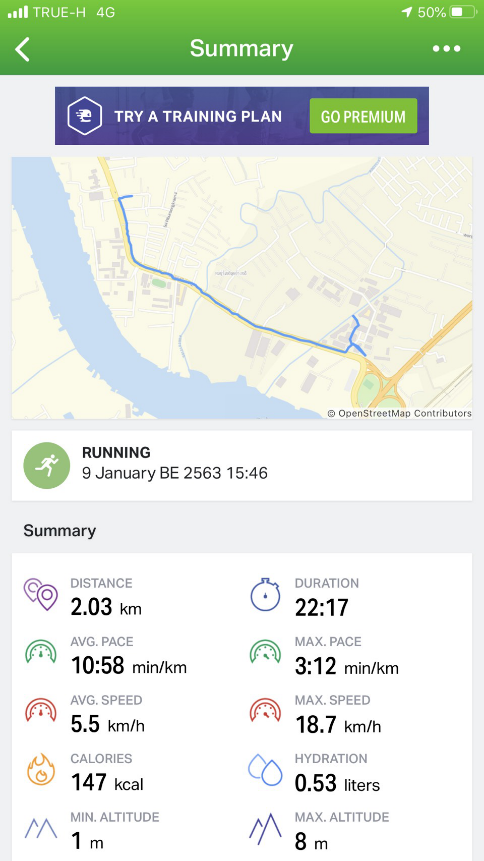 TRUE-H 4G 50%
Summary
TRY A TRAINING PLAN GO PREMIUM
© OpenStreetMap Contributors
RUNNING
9 January BE 2563 15:46
Summary
DISTANCE DURATION
2.03 km 22:17
AVG. PACE MAX. PACE
10:58 min/km 3:12 min/km
AVG. SPEED MAX. SPEED
5.5 km/h 18.7 km/h
CALORIES HYDRATION
147 kcal 0.53 liters
MIN. ALTITUDE MAX. ALTITUDE
1 m 8 m